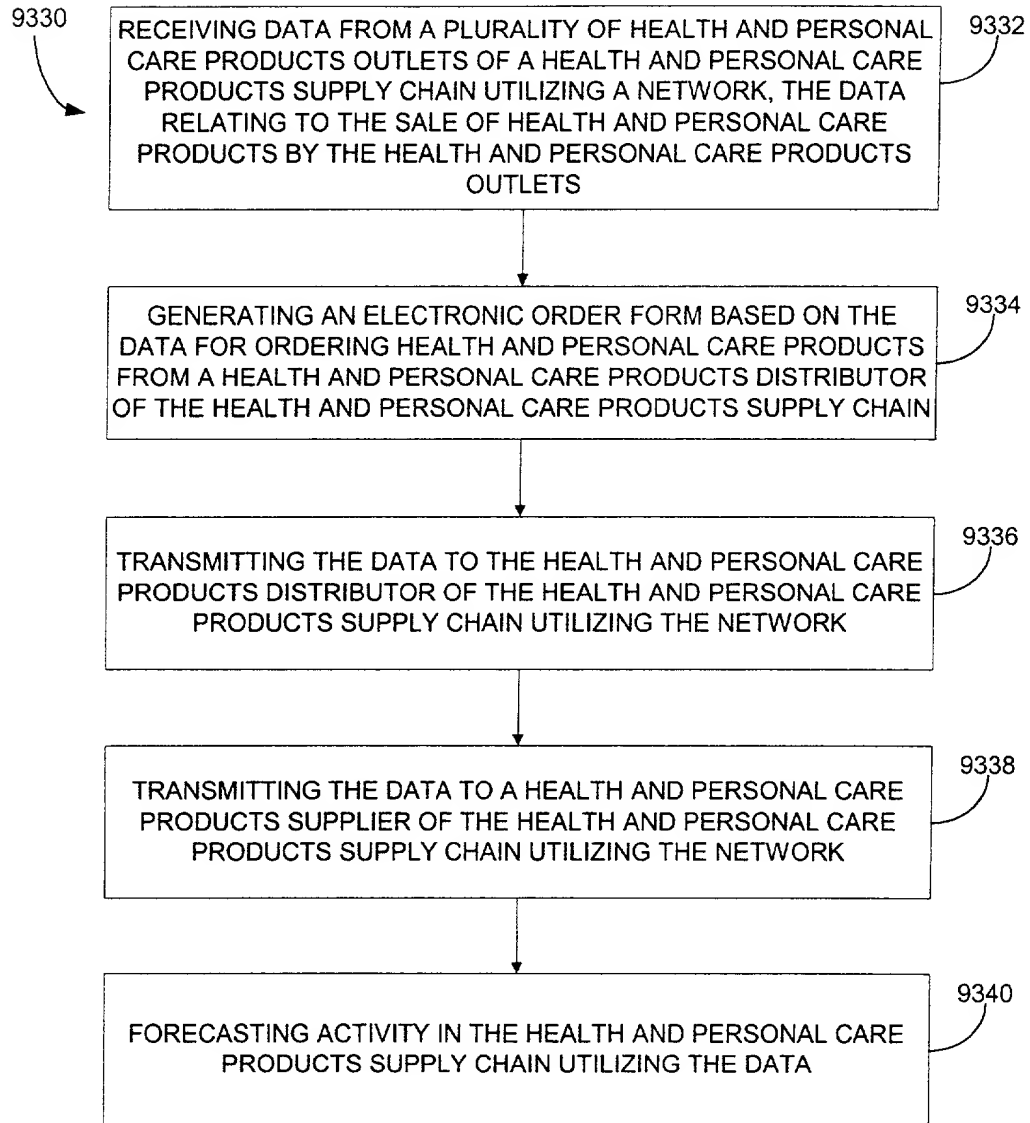 9330
9332
RECEIVING DATA FROM A PLURALITY OF HEALTH AND PERSONAL
CARE PRODUCTS OUTLETS OF A HEALTH AND PERSONAL CARE
PRODUCTS SUPPLY CHAIN UTILIZING A NETWORK, THE DATA
RELATING TO THE SALE OF HEALTH AND PERSONAL CARE
PRODUCTS BY THE HEALTH AND PERSONAL CARE PRODUCTS
OUTLETS
9334
GENERATING AN ELECTRONIC ORDER FORM BASED ON THE
DATA FOR ORDERING HEALTH AND PERSONAL CARE PRODUCTS
FROM A HEALTH AND PERSONAL CARE PRODUCTS DISTRIBUTOR
OF THE HEALTH AND PERSONAL CARE PRODUCTS SUPPLY CHAIN
9336
TRANSMITTING THE DATA TO THE HEALTH AND PERSONAL CARE
PRODUCTS DISTRIBUTOR OF THE HEALTH AND PERSONAL CARE
PRODUCTS SUPPLY CHAIN UTILIZING THE NETWORK
9338
TRANSMITTING THE DATA TO A HEALTH AND PERSONAL CARE
PRODUCTS SUPPLIER OF THE HEALTH AND PERSONAL CARE
PRODUCTS SUPPLY CHAIN UTILIZING THE NETWORK
9340
FORECASTING ACTIVITY IN THE HEALTH AND PERSONAL CARE
PRODUCTS SUPPLY CHAIN UTILIZING THE DATA